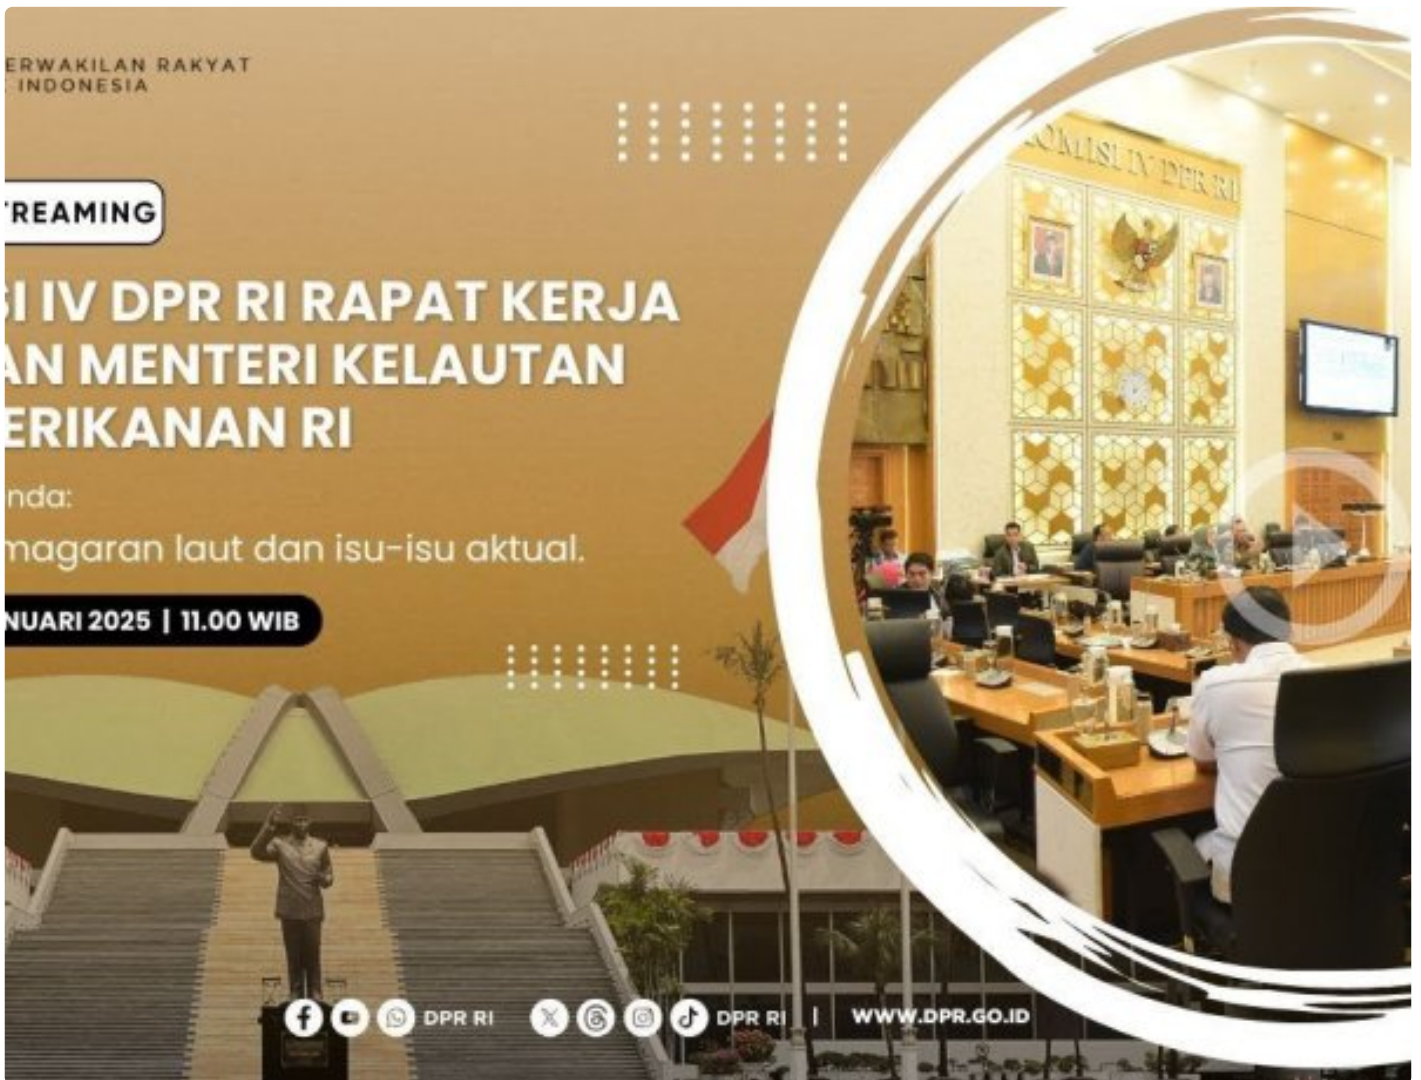 ERWAKILAN RAKYAT
INDONESIA
TREAMING
SI IV DPR RI RAPAT KERJA
AN MENTERI KELAUTAN
ERIKANAN RI
nda:
magaran laut dan isu-isu aktual.
NUARI 2025 | 11.00 WIB
KOMISI IV DPR RI
DPR RI DPR RI | WWW.DPR.GO.ID